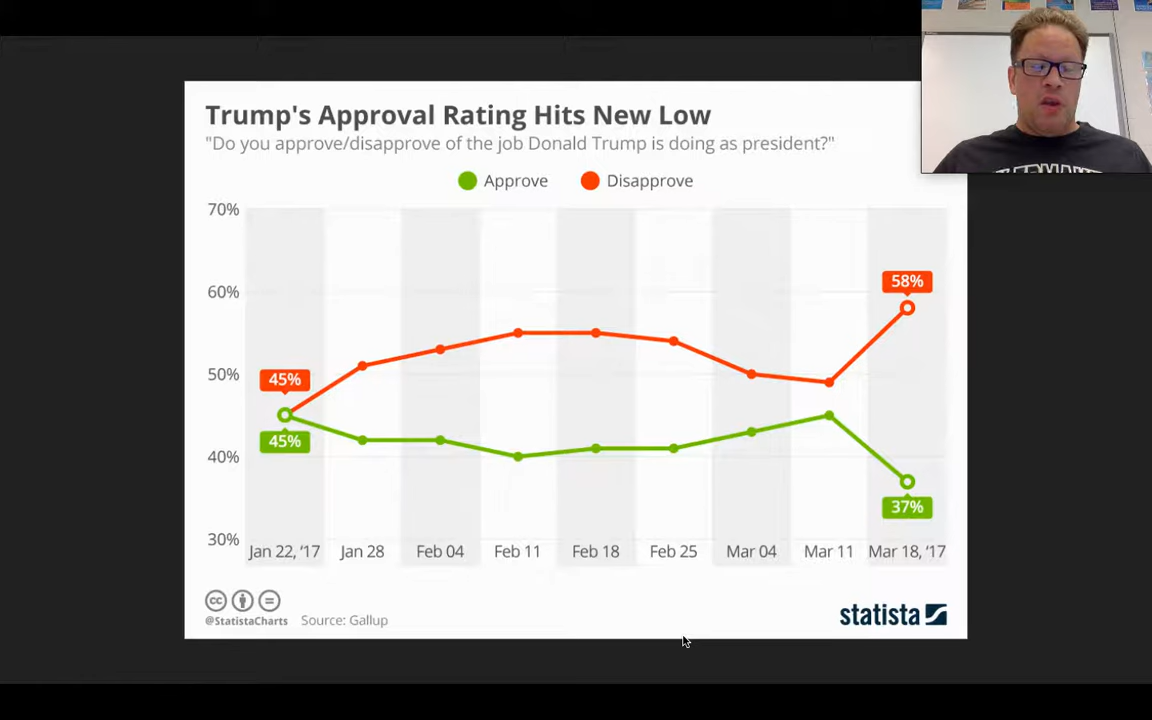 Trump's Approval Rating Hits New Low
"Do you approve/disapprove of the job Donald Trump is doing as president?"
Approve Disapprove
70%
60%
50%
40%
30%
45%
45%
58%
37%
Jan 22, '17 Jan 28 Feb 04 Feb 11 Feb 18 Feb 25 Mar 04 Mar 11 Mar 18, '17
@StatistaCharts Source: Gallup
statista